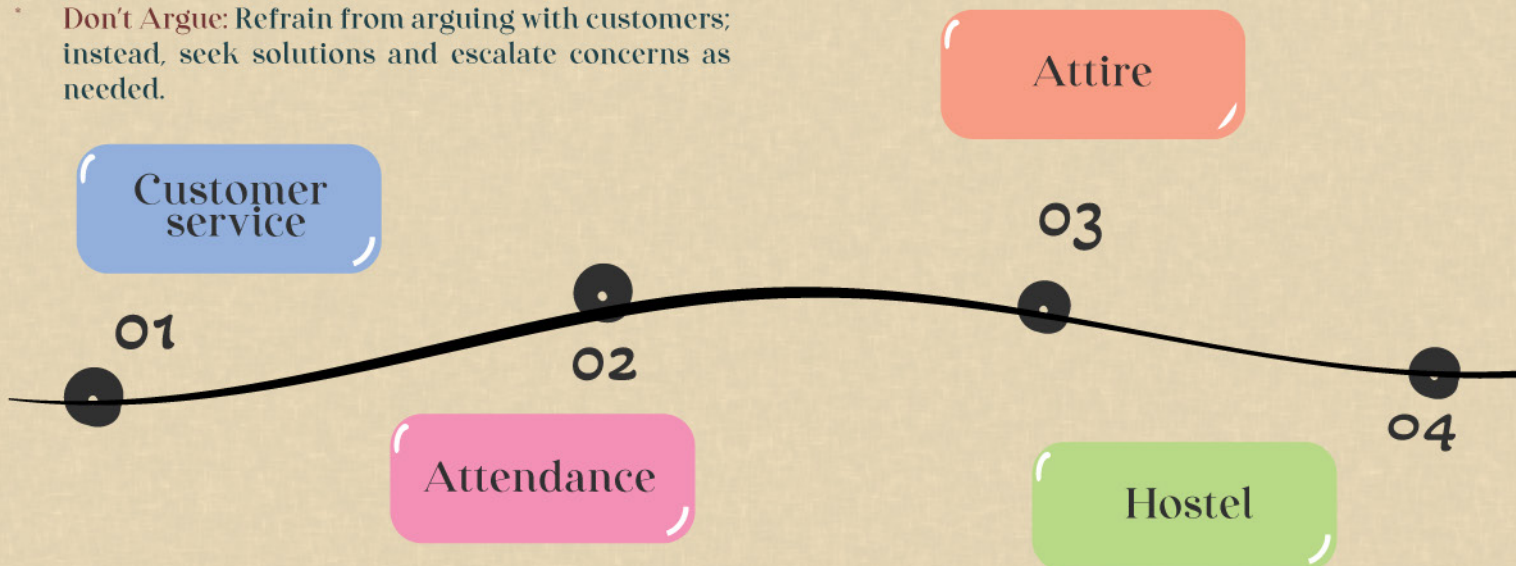 Don't Argue: Refrain from arguing with customers;
instead, seek solutions and escalate concerns as
needed.
Attire
Customer
service
03
01
02
04
Attendance
Hostel